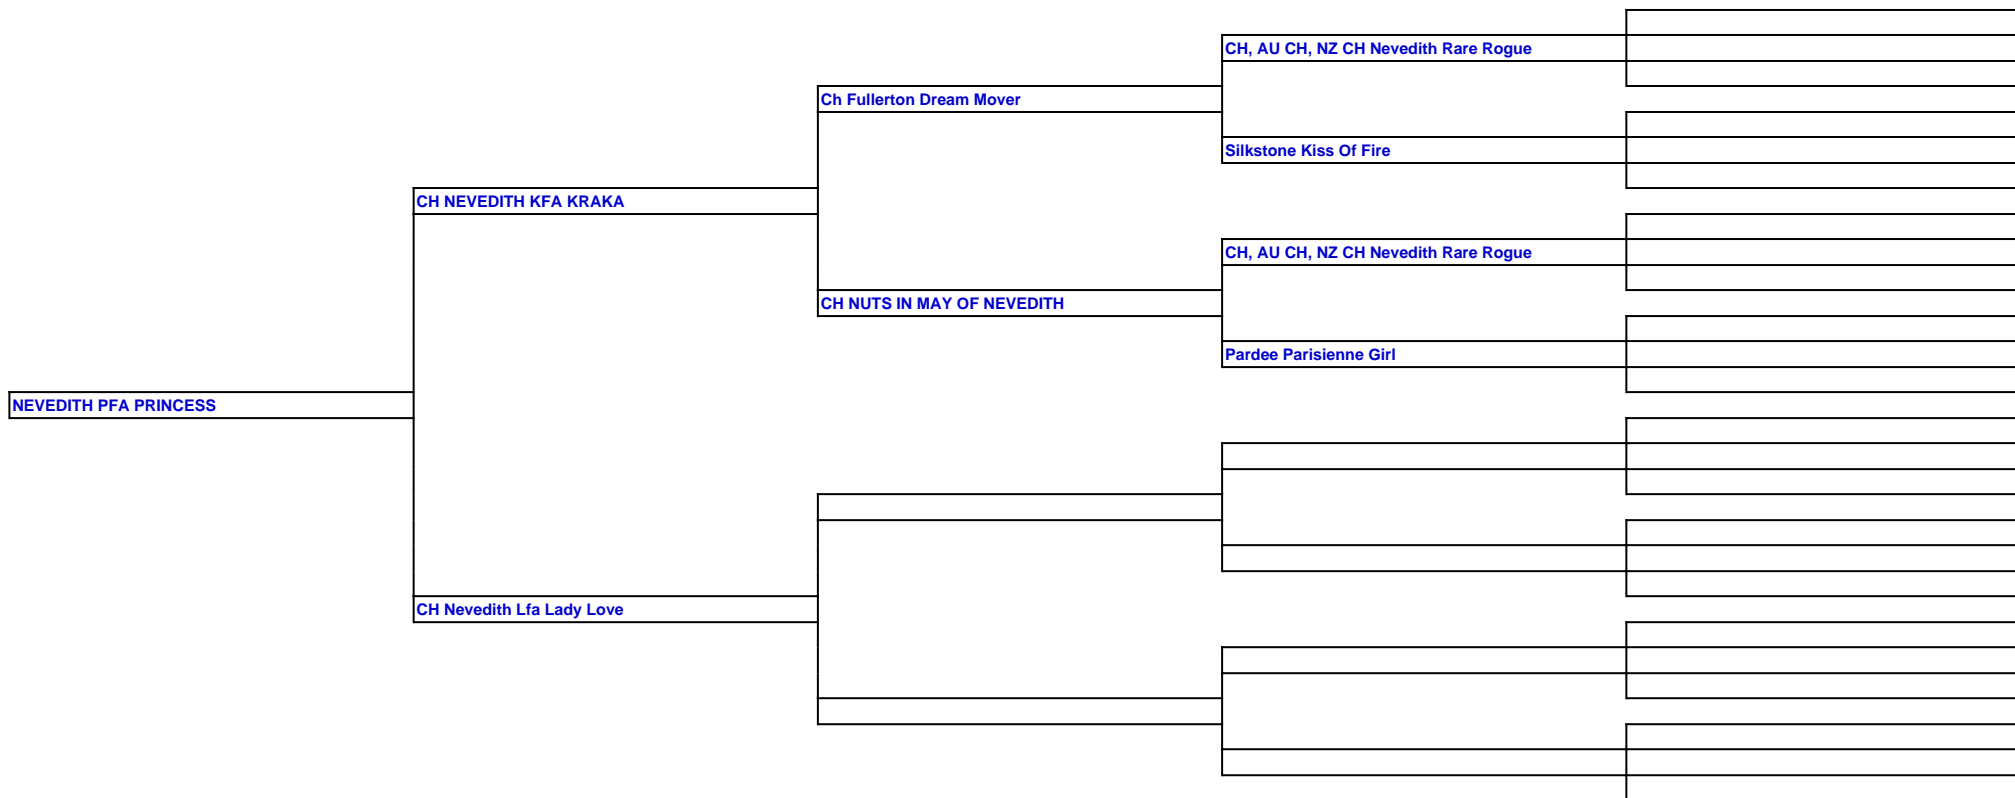 CH, AU CH, NZ CH Nevedith Rare Rogue
Ch Fullerton Dream Mover
Silkstone Kiss Of Fire
CH NEVEDITH KFA KRAKA
CH, AU CH, NZ CH Nevedith Rare Rogue
CH NUTS IN MAY OF NEVEDITH
Pardee Parisienne Girl
NEVEDITH PFA PRINCESS
CH Nevedith Lfa Lady Love